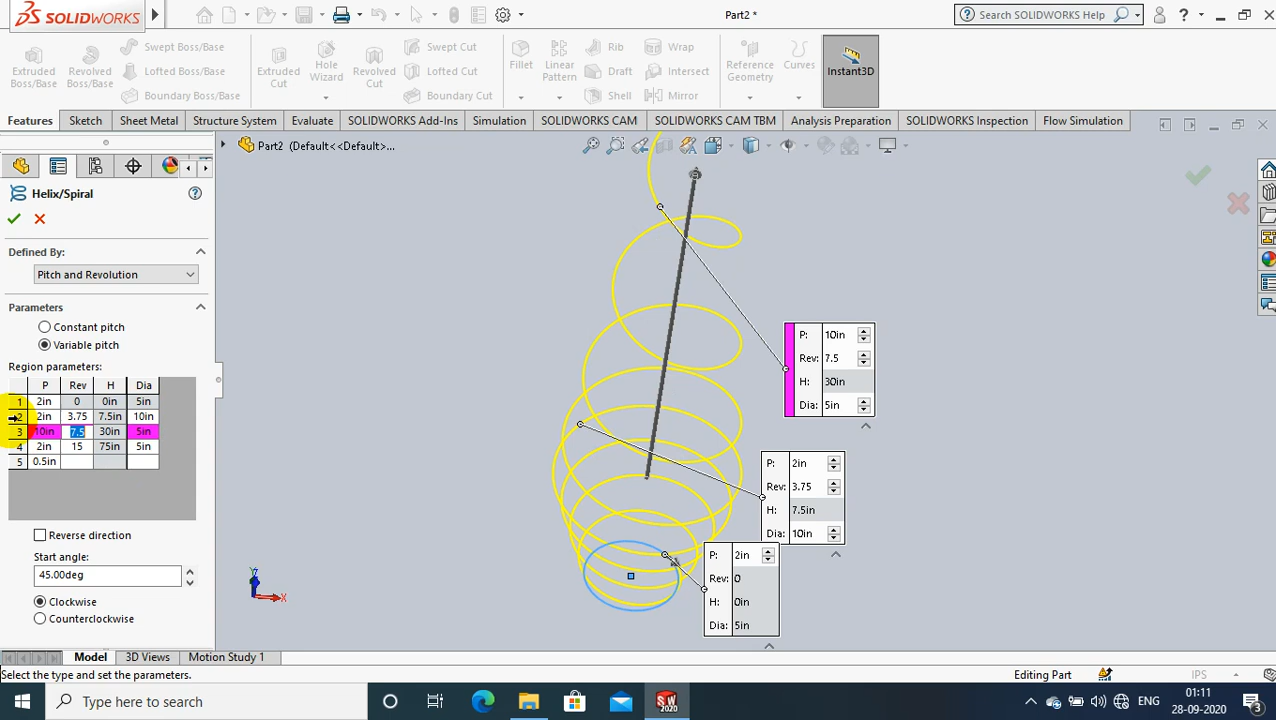 SOLIDWORKS
Part2 *
Search SOLIDWORKS Help
Extruded Boss/Base
Revolved Boss/Base
Swept Boss/Base
Lofted Boss/Base
Boundary Boss/Base
Extruded Cut
Hole Wizard
Revolved Cut
Swept Cut
Lofted Cut
Boundary Cut
Fillet
Linear Pattern
Rib
Draft
Shell
Wrap
Intersect
Mirror
Reference Geometry
Curves
Instant3D
Features Sketch Sheet Metal Structure System Evaluate SOLIDWORKS Add-Ins Simulation SOLIDWORKS CAM SOLIDWORKS CAM TBM Analysis Preparation SOLIDWORKS Inspection Flow Simulation
Part2 (Default<<Default>...
Helix/Spiral
Defined By:
Pitch and Revolution
Parameters
Constant pitch
Variable pitch
Region parameters:
P Rev H Dia
1 2in 0 0in 5in
2 2in 3.75 7.5in 10in
3 10in 7.5 30in 5in
4 2in 15 75in 5in
5 0.5in
Reverse direction
Start angle:
45.00deg
Clockwise
Counterclockwise
P: 10in
Rev: 7.5
H: 30in
Dia: 5in
P: 2in
Rev: 3.75
H: 7.5in
Dia: 10in
P: 2in
Rev: 0
H: 0in
Dia: 5in
X
Model 3D Views Motion Study 1
Select the type and set the parameters.
Editing Part
IPS
Type here to search
SW 2020
ENG
01:11
28-09-2020
3